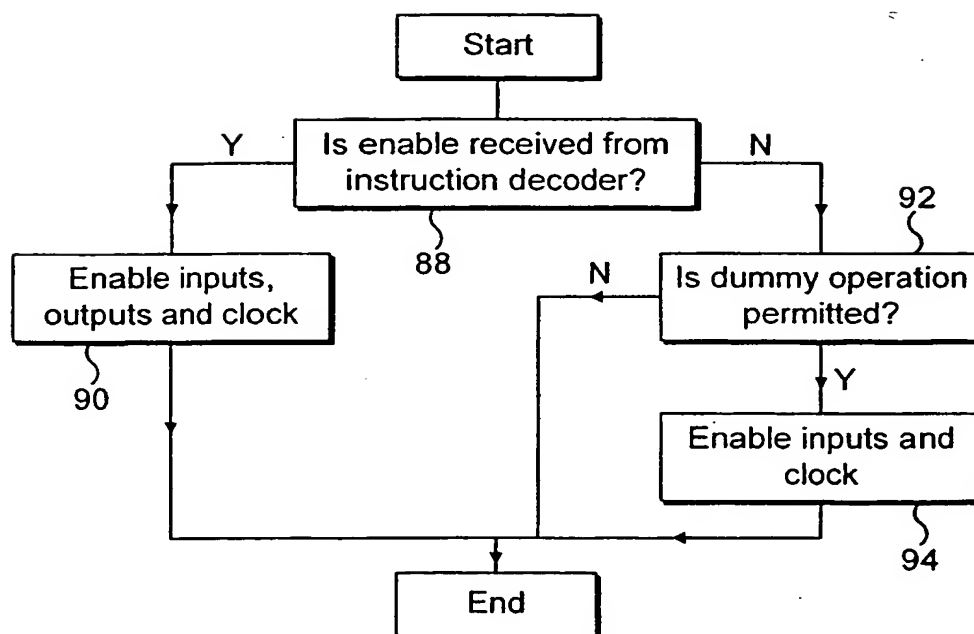 Start
Y
Is enable received from
instruction decoder?
N
88
92
Enable inputs,
outputs and clock
90
N
Is dummy operation
permitted?
Y
Enable inputs and
clock
94
End